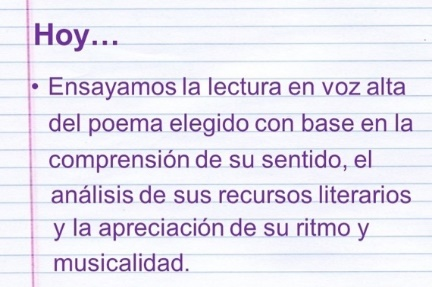 Hoy...
• Ensayamos la lectura en voz alta
del poema elegido con base en la
comprensión de su sentido, el
análisis de sus recursos literarios
y la apreciación de su ritmo y
musicalidad.